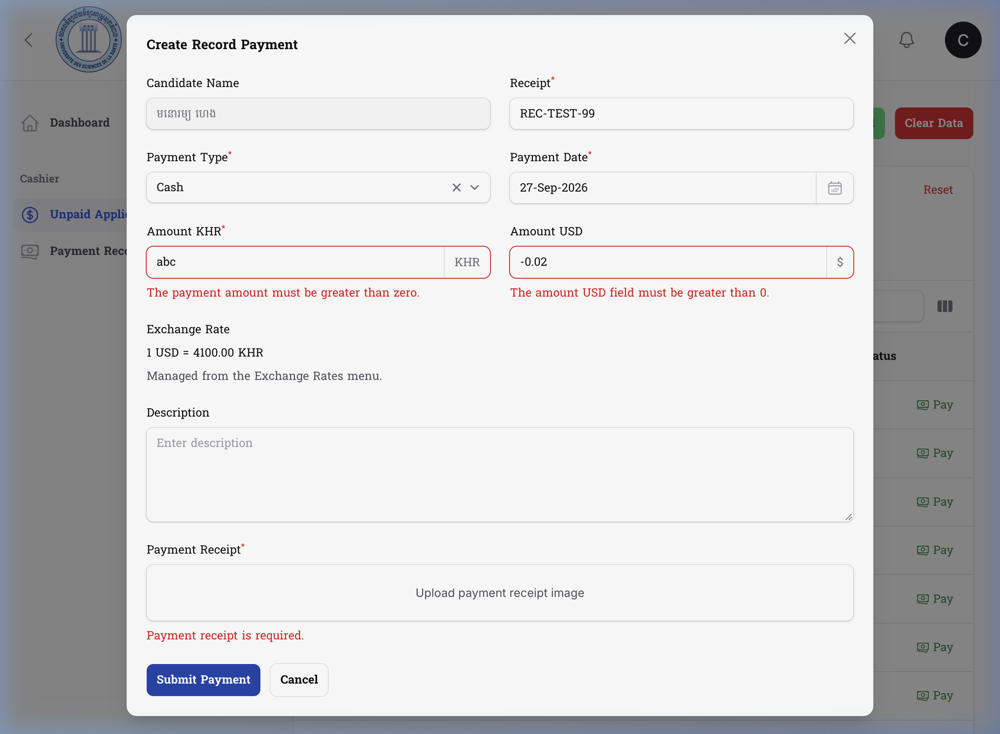 UNIVERSITE DES SCIENCES DE LA SANTE
Create Record Payment
C
Candidate Name
Receipt*
មនោរម្យ ហេង
REC-TEST-99
Dashboard
Clear Data
Payment Type*
Payment Date*
Cashier
Cash
27-Sep-2026
Reset
Unpaid Appli
Amount KHR*
Amount USD
Payment Reco
abc
KHR
-0.02
$
The payment amount must be greater than zero.
The amount USD field must be greater than 0.
Exchange Rate
1 USD = 4100.00 KHR
atus
Managed from the Exchange Rates menu.
Description
Pay
Enter description
Pay
Pay
Payment Receipt*
Pay
Upload payment receipt image
Pay
Payment receipt is required.
Pay
Submit Payment
Cancel
Pay